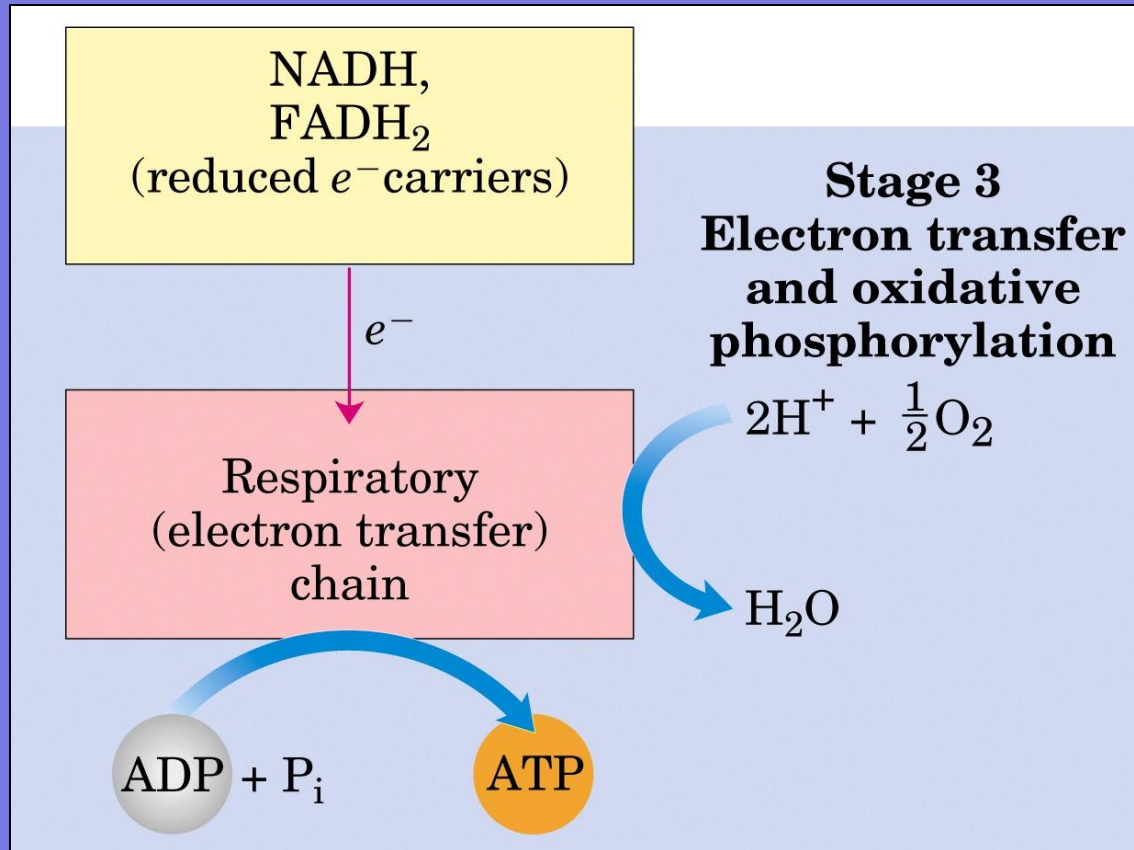 NADH,
FADH₂
(reduced e⁻ carriers)
Stage 3
Electron transfer
and oxidative
phosphorylation
e⁻
2H⁺ + ½O₂
Respiratory
(electron transfer)
chain
H₂O
ADP + Pᵢ
ATP